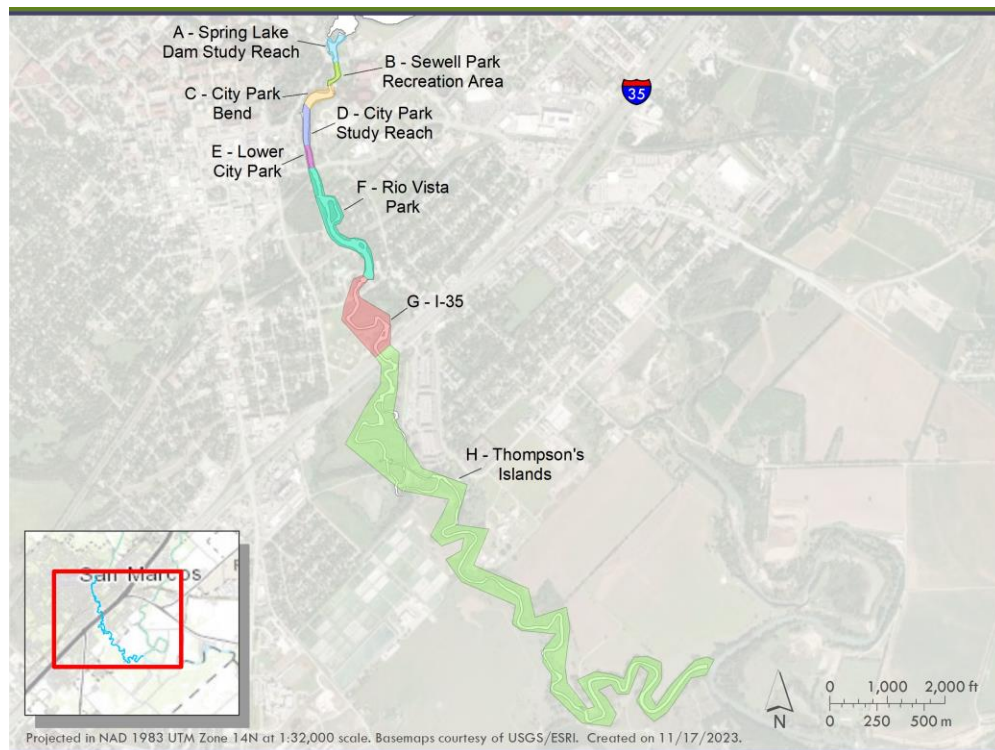 A - Spring Lake
Dam Study Reach
B - Sewell Park
Recreation Area
C - City Park
Bend
D - City Park
Study Reach
E - Lower
City Park
F - Rio Vista
Park
G - I-35
H - Thompson's
Islands
35
San Marcos
0 1,000 2,000 ft
0 250 500 m
N
Projected in NAD 1983 UTM Zone 14N at 1:32,000 scale. Basemaps courtesy of USGS/ESRI. Created on 11/17/2023.